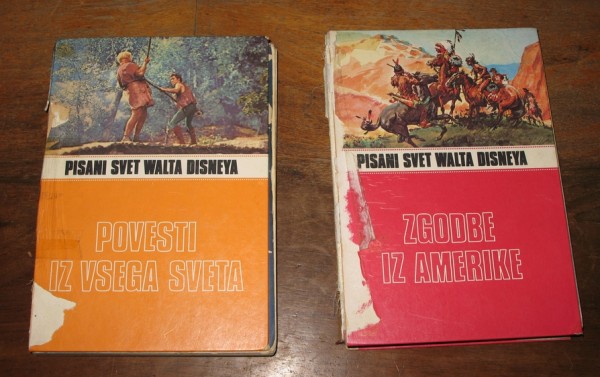 PISANI SVET WALTA DISNEYA
POVESTI
IZ VSEGA SVETA
PISANI SVET WALTA DISNEYA
ZGODBE
IZ AMERIKE